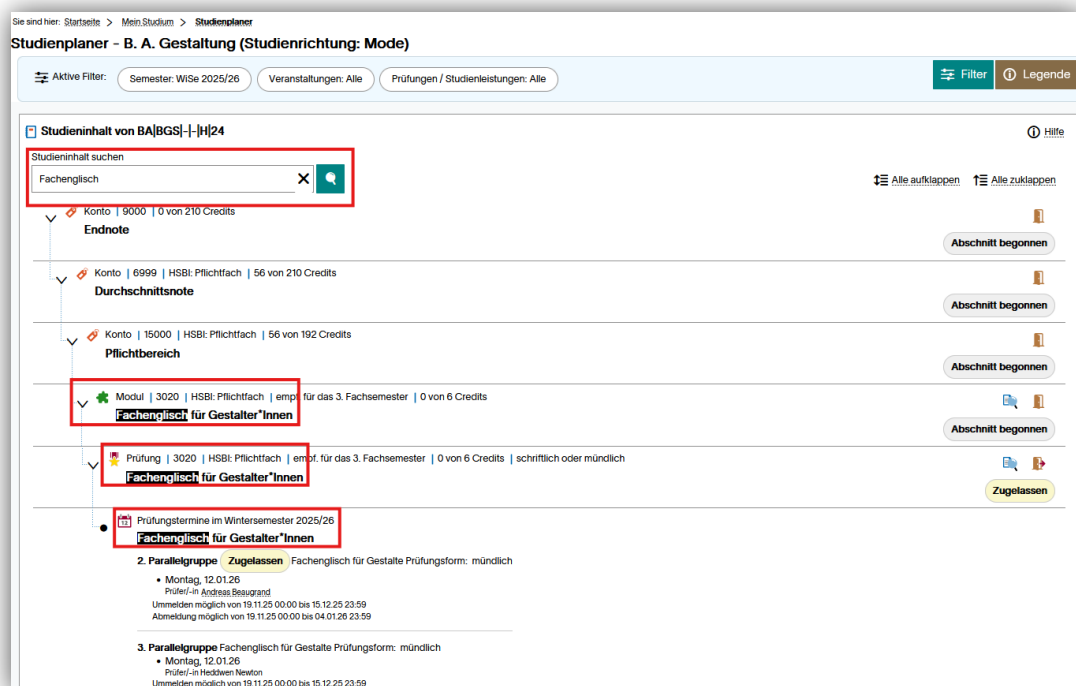 Sie sind hier: Startseite > Mein Studium > Studienplaner
Studienplaner - B. A. Gestaltung (Studienrichtung: Mode)
Aktive Filter: Semester: WiSe 2025/26 Veranstaltungen: Alle Prüfungen / Studienleistungen: Alle Filter Legende
Studieninhalt von BA|BGS|-|-|H|24 Hilfe
Studieninhalt suchen
Fachenglisch
Alle aufklappen Alle zuklappen
Konto | 9000 | 0 von 210 Credits
Endnote
Abschnitt begonnen
Konto | 6999 | HSBI: Pflichtfach | 56 von 210 Credits
Durchschnittsnote
Abschnitt begonnen
Konto | 15000 | HSBI: Pflichtfach | 56 von 192 Credits
Pflichtbereich
Abschnitt begonnen
Modul | 3020 | HSBI: Pflichtfach | empf. für das 3. Fachsemester | 0 von 6 Credits
Fachenglisch für Gestalter*Innen
Abschnitt begonnen
Prüfung | 3020 | HSBI: Pflichtfach | empf. für das 3. Fachsemester | 0 von 6 Credits | schriftlich oder mündlich
Fachenglisch für Gestalter*Innen
Zugelassen
12 Prüfungstermine im Wintersemester 2025/26
Fachenglisch für Gestalter*Innen
2. Parallelgruppe Zugelassen Fachenglisch für Gestalte Prüfungsform: mündlich
• Montag, 12.01.26
Prüfer/-in Andreas Beaugrand
Ummelden möglich von 19.11.25 00:00 bis 15.12.25 23:59
Abmeldung möglich von 19.11.25 00:00 bis 04.01.26 23:59
3. Parallelgruppe Fachenglisch für Gestalte Prüfungsform: mündlich
• Montag, 12.01.26
Prüfer/-in Heddwen Newton
Ummelden möglich von 19.11.25 00:00 bis 15.12.25 23:59